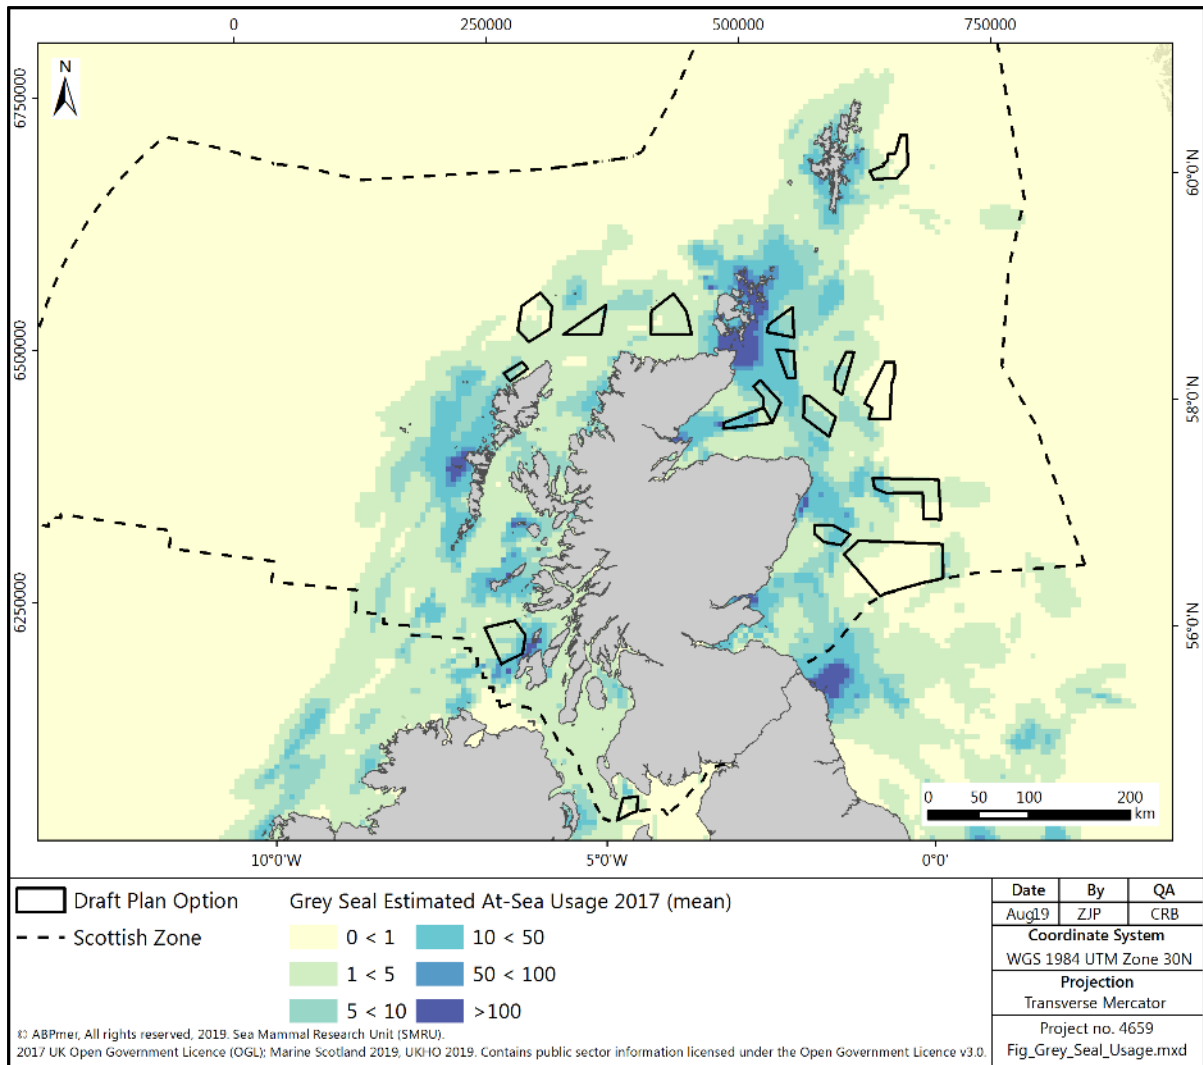 0 250000 500000 750000
N
6750000
6500000
6250000
60°0'N
58°0'N
56°0'N
0 50 100 200
km
10°0'W 5°0'W 0°0'
Draft Plan Option
Scottish Zone
Grey Seal Estimated At-Sea Usage 2017 (mean)
0 < 1
1 < 5
5 < 10
10 < 50
50 < 100
>100
Date By QA
Aug19 ZJP CRB
Coordinate System
WGS 1984 UTM Zone 30N
Projection
Transverse Mercator
Project no. 4659
Fig_Grey_Seal_Usage.mxd
© ABPmer, All rights reserved, 2019. Sea Mammal Research Unit (SMRU).
2017 UK Open Government Licence (OGL); Marine Scotland 2019, UKHO 2019. Contains public sector information licensed under the Open Government Licence v3.0.